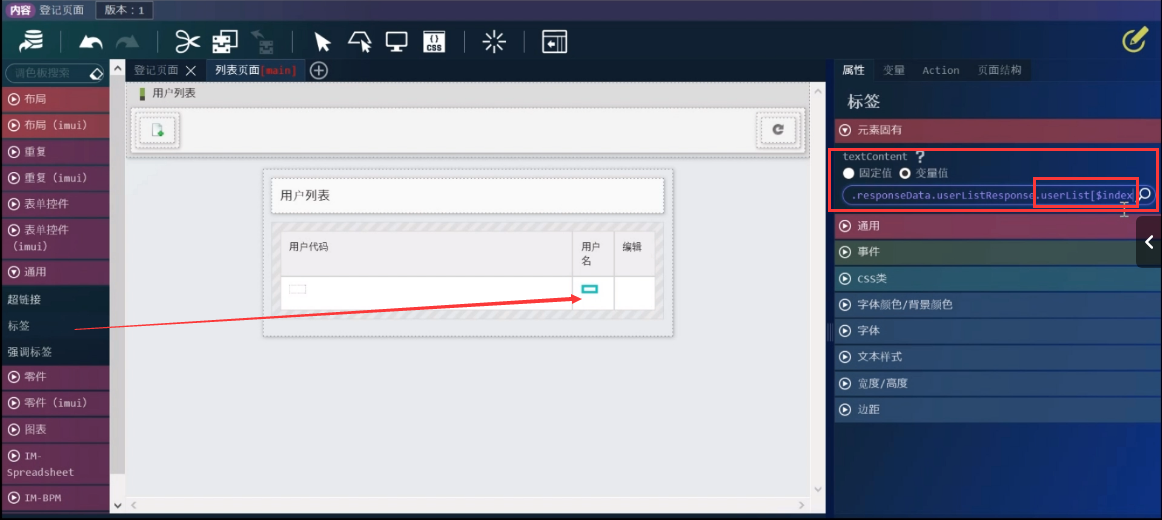 内容 登记页面 版本：1
{} CSS
调色板搜索
登记页面 列表页面[main]
属性 变量 Action 页面结构
布局
布局（imui）
重复
重复（imui）
表单控件
表单控件
（imui）
通用
超链接
标签
强调标签
零件
零件（imui）
图表
IM-
Spreadsheet
IM-BPM
用户列表
用户列表
用户代码 用户名 编辑
标签
元素固有
textContent ?
固定值 变量值
.responseData.userListResponse.userList[$index
通用
事件
CSS类
字体颜色/背景颜色
字体
文本样式
宽度/高度
边距